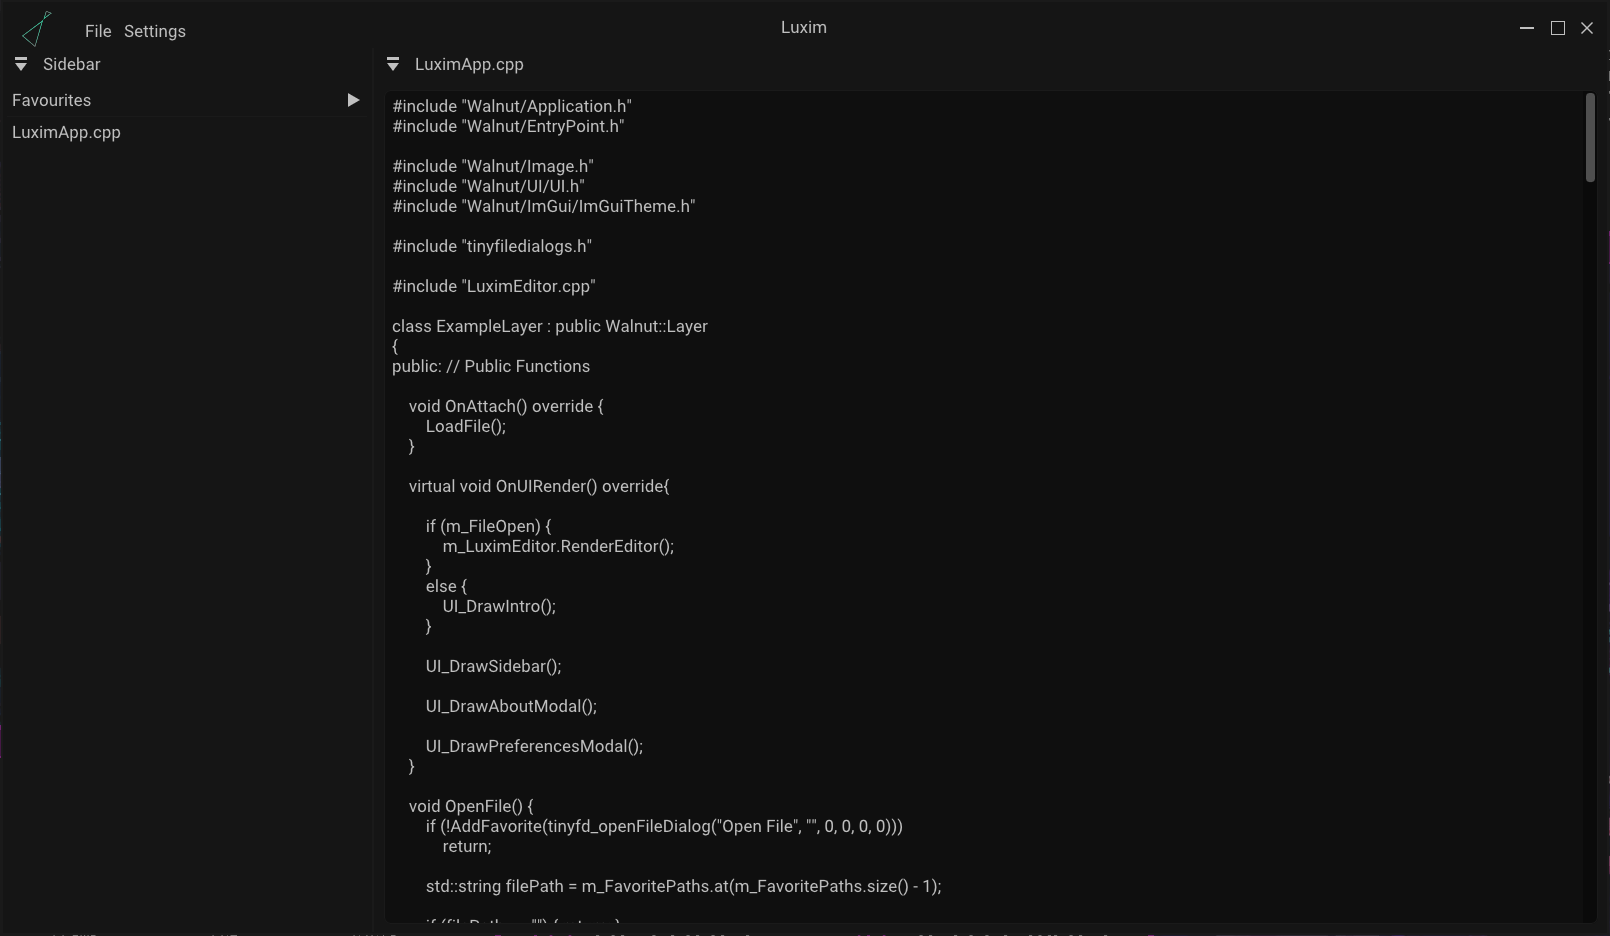 File Settings
Luxim
Sidebar
Favourites
LuximApp.cpp
LuximApp.cpp
#include "Walnut/Application.h"
#include "Walnut/EntryPoint.h"
#include "Walnut/Image.h"
#include "Walnut/UI/UI.h"
#include "Walnut/ImGui/ImGuiTheme.h"
#include "tinyfiledialogs.h"
#include "LuximEditor.cpp"
class ExampleLayer : public Walnut::Layer
{
public: // Public Functions
void OnAttach() override {
LoadFile();
}
virtual void OnUIRender() override{
if (m_FileOpen) {
m_LuximEditor.RenderEditor();
}
else {
UI_DrawIntro();
}
UI_DrawSidebar();
UI_DrawAboutModal();
UI_DrawPreferencesModal();
}
void OpenFile() {
if (!AddFavorite(tinyfd_openFileDialog("Open File", "", 0, 0, 0, 0)))
return;
std::string filePath = m_FavoritePaths.at(m_FavoritePaths.size() - 1);